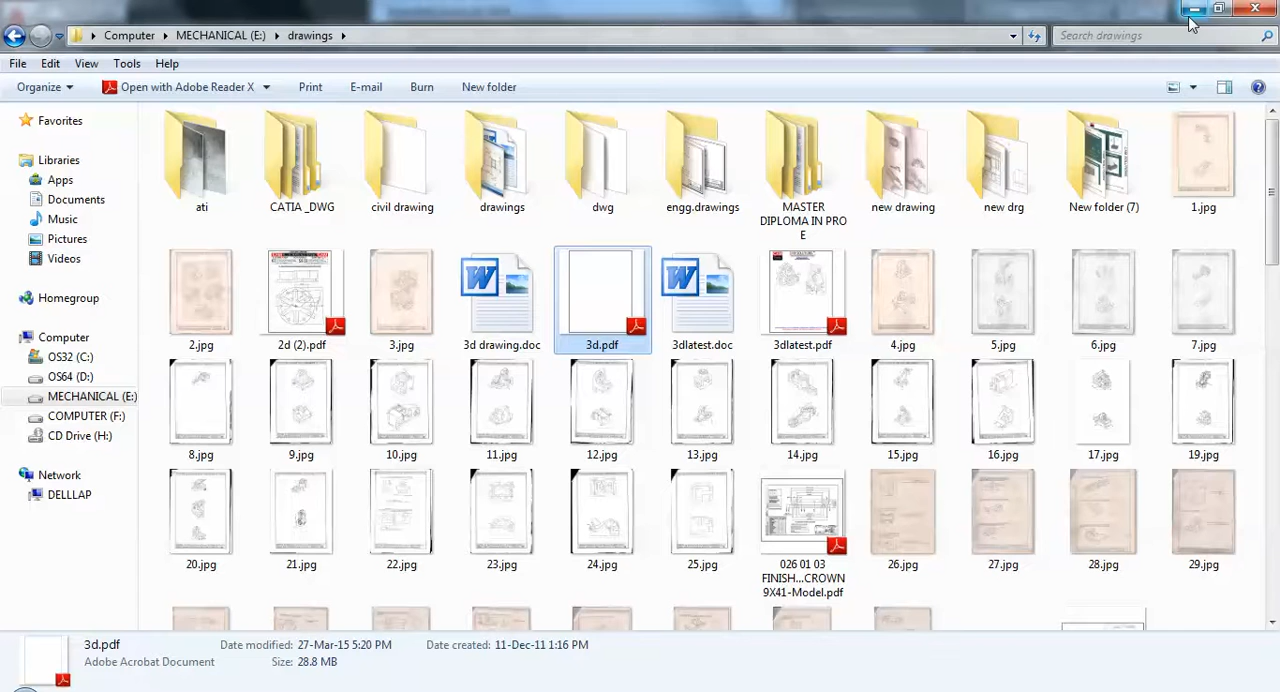 Computer MECHANICAL (E:) drawings Search drawings
File Edit View Tools Help
Organize Open with Adobe Reader X Print E-mail Burn New folder
Favorites
Libraries
Apps
Documents
Music
Pictures
Videos
Homegroup
Computer
OS32 (C:)
OS64 (D:)
MECHANICAL (E:)
COMPUTER (F:)
CD Drive (H:)
Network
DELLLAP
ati CATIA _DWG civil drawing drawings dwg engg.drawings MASTER DIPLOMA IN PRO E new drawing new drg New folder (7) 1.jpg
2.jpg 2d (2).pdf 3.jpg 3d drawing.doc 3d.pdf 3dlatest.doc 3dlatest.pdf 4.jpg 5.jpg 6.jpg 7.jpg
8.jpg 9.jpg 10.jpg 11.jpg 12.jpg 13.jpg 14.jpg 15.jpg 16.jpg 17.jpg 19.jpg
20.jpg 21.jpg 22.jpg 23.jpg 24.jpg 25.jpg 026 01 03 FINISH...CROWN 9X41-Model.pdf 26.jpg 27.jpg 28.jpg 29.jpg
3d.pdf Date modified: 27-Mar-15 5:20 PM Date created: 11-Dec-11 1:16 PM
Adobe Acrobat Document Size: 28.8 MB